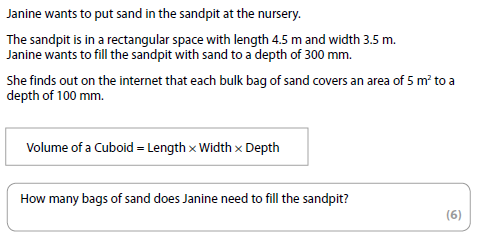 Janine wants to put sand in the sandpit at the nursery.
The sandpit is in a rectangular space with length 4.5 m and width 3.5 m.
Janine wants to fill the sandpit with sand to a depth of 300 mm.
She finds out on the internet that each bulk bag of sand covers an area of 5 m² to a
depth of 100 mm.
Volume of a Cuboid = Length × Width × Depth
How many bags of sand does Janine need to fill the sandpit?
(6)